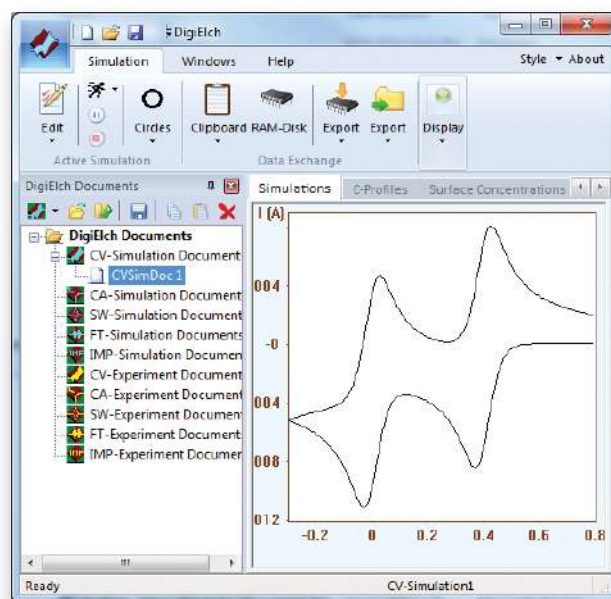 DigiElch
Simulation Windows Help Style About
Edit Circles Clipboard RAM-Disk Export Export Display
Active Simulation Data Exchange
DigiElch Documents
Simulations C-Profiles Surface Concentrations
DigiElch Documents
CV-Simulation Document
CVSimDoc 1
CA-Simulation Document
SW-Simulation Document
FT-Simulation Documents
IMP-Simulation Documen
CV-Experiment Document
CA-Experiment Document
SW-Experiment Document
FT-Experiment Document
IMP-Experiment Documer
I (A)
004
-0
004
008
012
-0.2 0 0.2 0.4 0.6 0.8
Ready CV-Simulation1